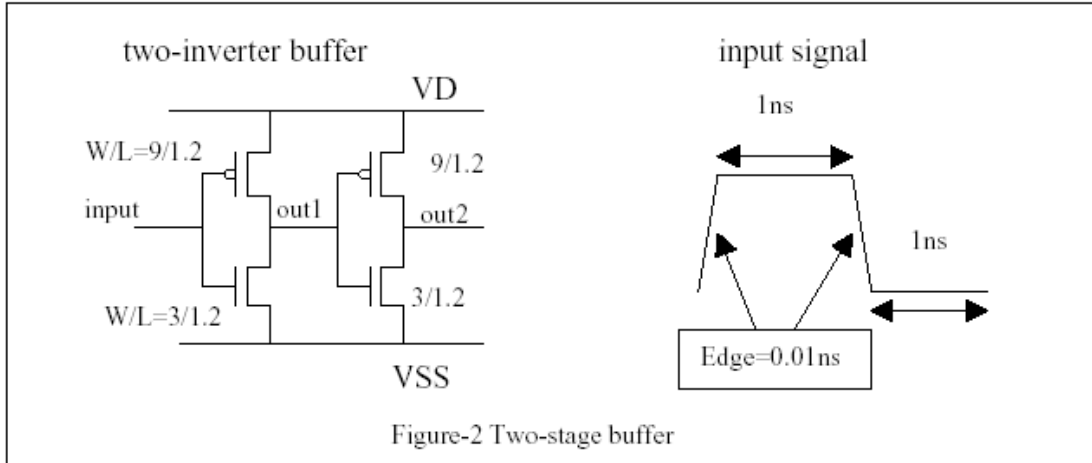 two-inverter buffer
input signal
VD
1ns
W/L=9/1.2
9/1.2
input
out1
out2
1ns
W/L=3/1.2
3/1.2
Edge=0.01ns
VSS
Figure-2 Two-stage buffer